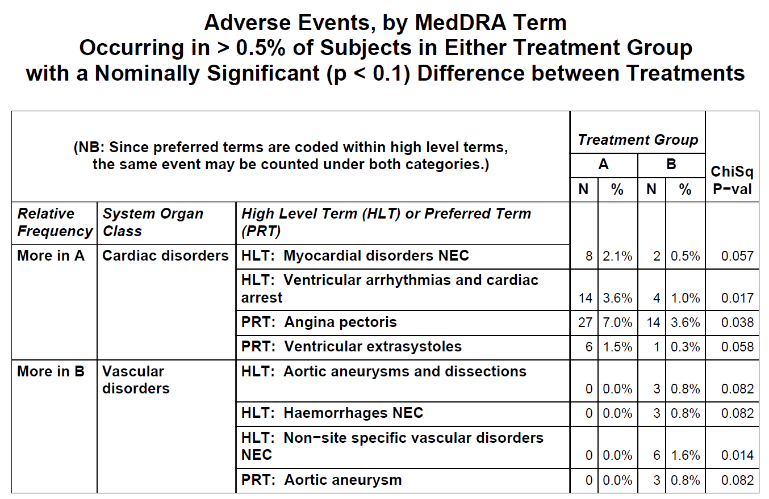 Adverse Events, by MedDRA Term
Occurring in > 0.5% of Subjects in Either Treatment Group
with a Nominally Significant (p < 0.1) Difference between Treatments
(NB: Since preferred terms are coded within high level terms,
the same event may be counted under both categories.)
Treatment Group
ChiSq
P−val
A B
N % N %
Relative
Frequency
System Organ
Class
High Level Term (HLT) or Preferred Term
(PRT)
More in A Cardiac disorders HLT: Myocardial disorders NEC 8 2.1% 2 0.5% 0.057
HLT: Ventricular arrhythmias and cardiac
arrest 14 3.6% 4 1.0% 0.017
PRT: Angina pectoris 27 7.0% 14 3.6% 0.038
PRT: Ventricular extrasystoles 6 1.5% 1 0.3% 0.058
More in B Vascular
disorders
HLT: Aortic aneurysms and dissections
0 0.0% 3 0.8% 0.082
HLT: Haemorrhages NEC 0 0.0% 3 0.8% 0.082
HLT: Non−site specific vascular disorders
NEC 0 0.0% 6 1.6% 0.014
PRT: Aortic aneurysm 0 0.0% 3 0.8% 0.082